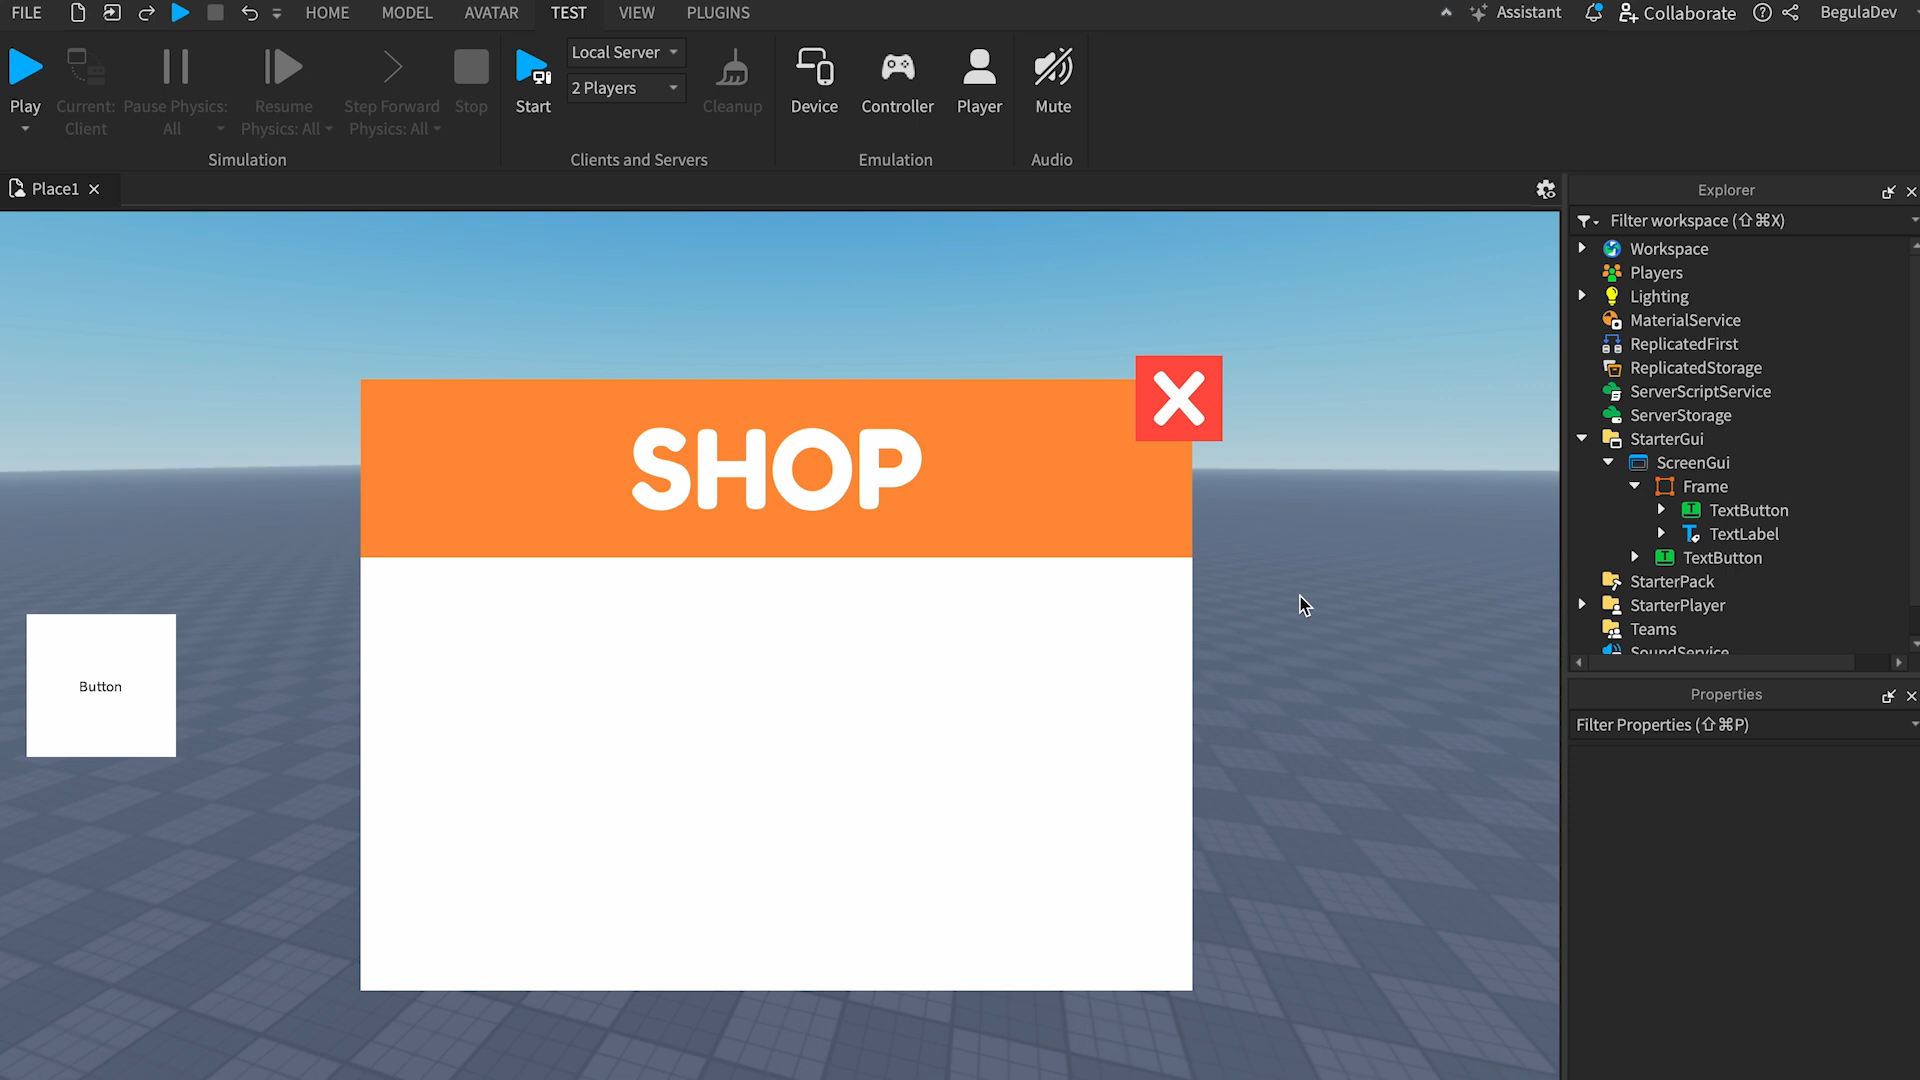 FILE HOME MODEL AVATAR TEST VIEW PLUGINS Assistant Collaborate BegulaDev
Play Current: Client Pause Physics: All Resume Physics: All Step Forward Physics: All Stop
Simulation
Start Local Server 2 Players Cleanup
Clients and Servers
Device Controller Player
Emulation
Mute
Audio
Place1
Explorer
Filter workspace (⇧⌘X)
Workspace
Players
Lighting
MaterialService
ReplicatedFirst
ReplicatedStorage
ServerScriptService
ServerStorage
StarterGui
ScreenGui
Frame
TextButton
TextLabel
TextButton
StarterPack
StarterPlayer
Teams
SoundService
Properties
Filter Properties (⇧⌘P)
SHOP
X
Button